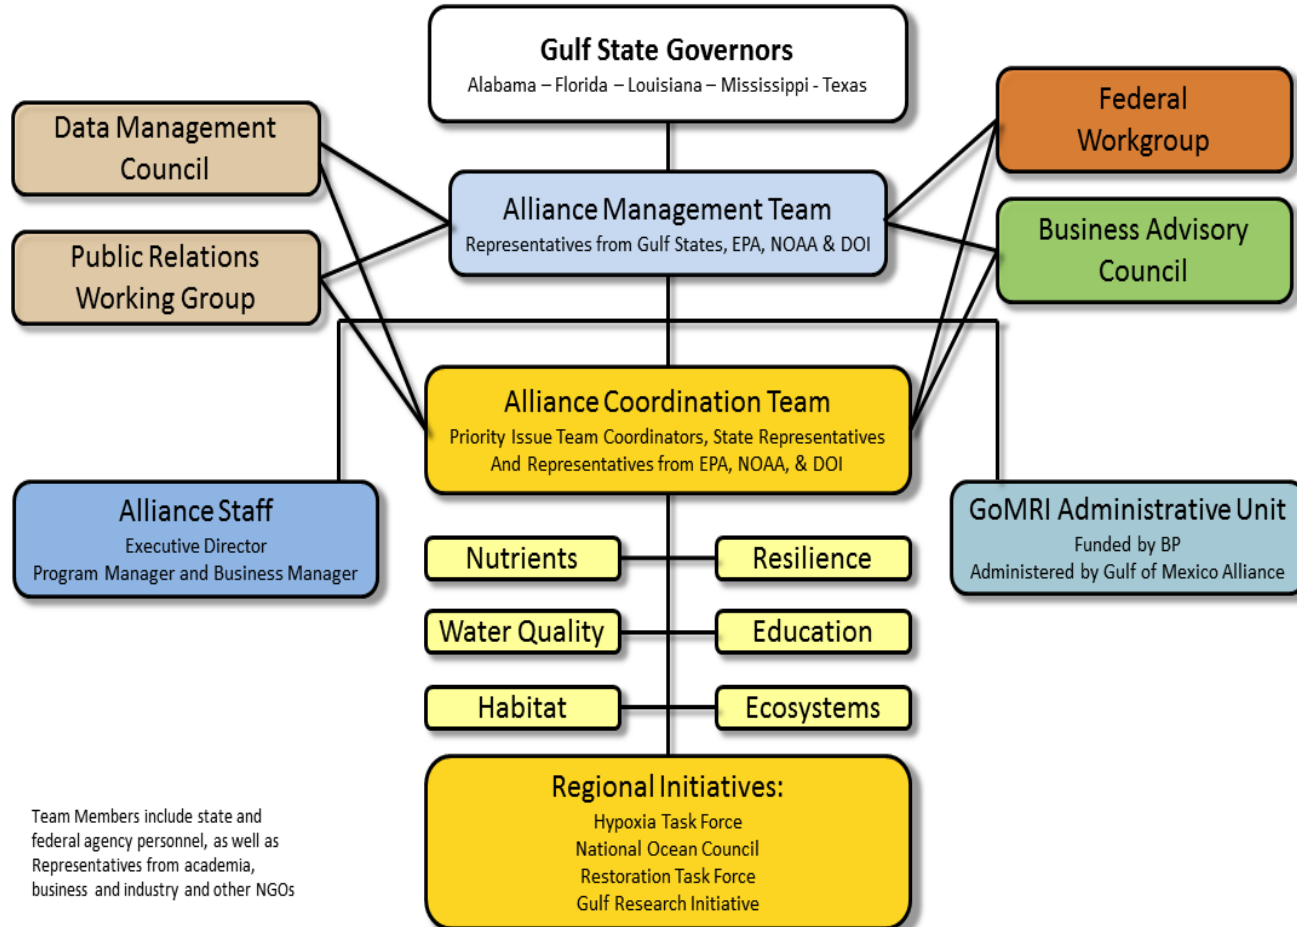 Gulf State Governors
Alabama – Florida – Louisiana – Mississippi - Texas
Data Management
Council
Federal
Workgroup
Alliance Management Team
Representatives from Gulf States, EPA, NOAA & DOI
Public Relations
Working Group
Business Advisory
Council
Alliance Coordination Team
Priority Issue Team Coordinators, State Representatives
And Representatives from EPA, NOAA, & DOI
Alliance Staff
Executive Director
Program Manager and Business Manager
GoMRI Administrative Unit
Funded by BP
Administered by Gulf of Mexico Alliance
Nutrients
Resilience
Water Quality
Education
Habitat
Ecosystems
Regional Initiatives:
Hypoxia Task Force
National Ocean Council
Restoration Task Force
Gulf Research Initiative
Team Members include state and
federal agency personnel, as well as
Representatives from academia,
business and industry and other NGOs